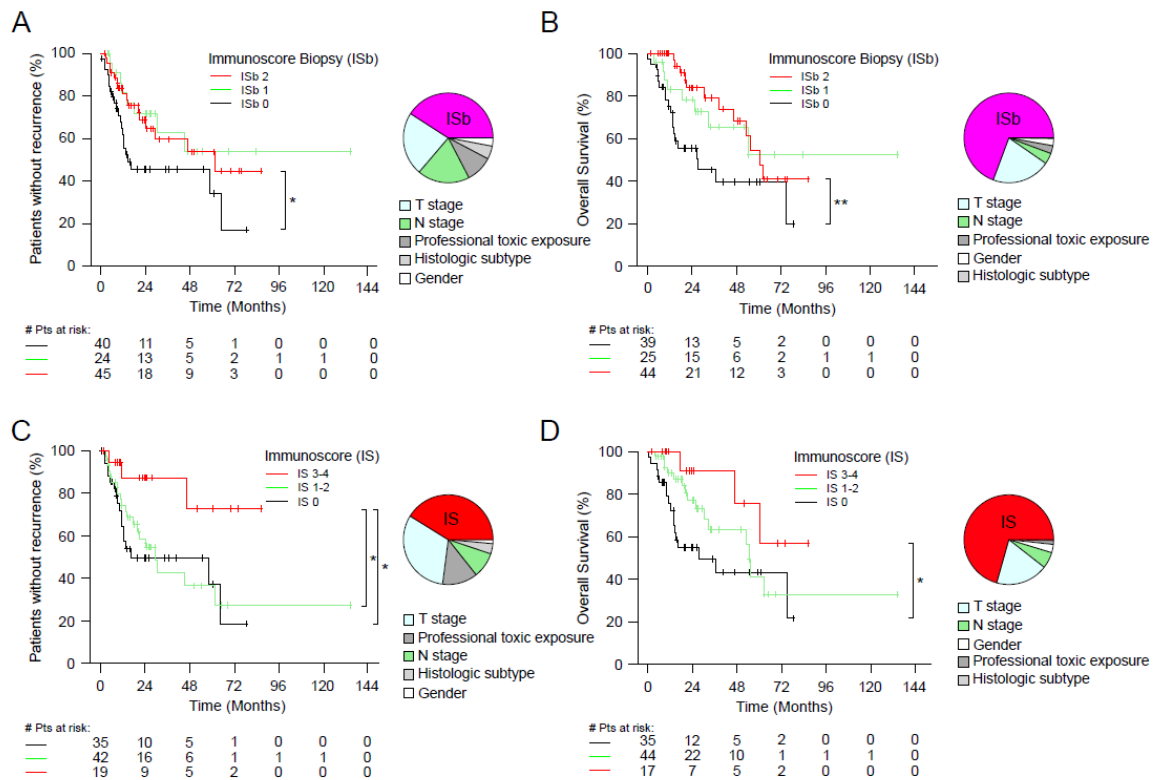 A
Patients without recurrence (%)
100
80
60
40
20
0
Immunoscore Biopsy (ISb)
ISb 2
ISb 1
ISb 0
*
0 24 48 72 96 120 144
Time (Months)
ISb
T stage
N stage
Professional toxic exposure
Histologic subtype
Gender
# Pts at risk:
40 11 5 1 0 0 0
24 13 5 2 1 1 0
45 18 9 3 0 0 0
B
Overall Survival (%)
100
80
60
40
20
0
Immunoscore Biopsy (ISb)
ISb 2
ISb 1
ISb 0
**
0 24 48 72 96 120 144
Time (Months)
ISb
T stage
N stage
Professional toxic exposure
Gender
Histologic subtype
# Pts at risk:
39 13 5 2 0 0 0
25 15 6 2 1 1 0
44 21 12 3 0 0 0
C
Patients without recurrence (%)
100
80
60
40
20
0
Immunoscore (IS)
IS 3-4
IS 1-2
IS 0
*
*
0 24 48 72 96 120 144
Time (Months)
IS
T stage
Professional toxic exposure
N stage
Histologic subtype
Gender
# Pts at risk:
35 10 5 1 0 0 0
42 16 6 1 1 1 0
19 9 5 2 0 0 0
D
Overall Survival (%)
100
80
60
40
20
0
Immunoscore (IS)
IS 3-4
IS 1-2
IS 0
*
0 24 48 72 96 120 144
Time (Months)
IS
T stage
N stage
Gender
Professional toxic exposure
Histologic subtype
# Pts at risk:
35 12 5 2 0 0 0
44 22 10 1 1 1 0
17 7 5 2 0 0 0